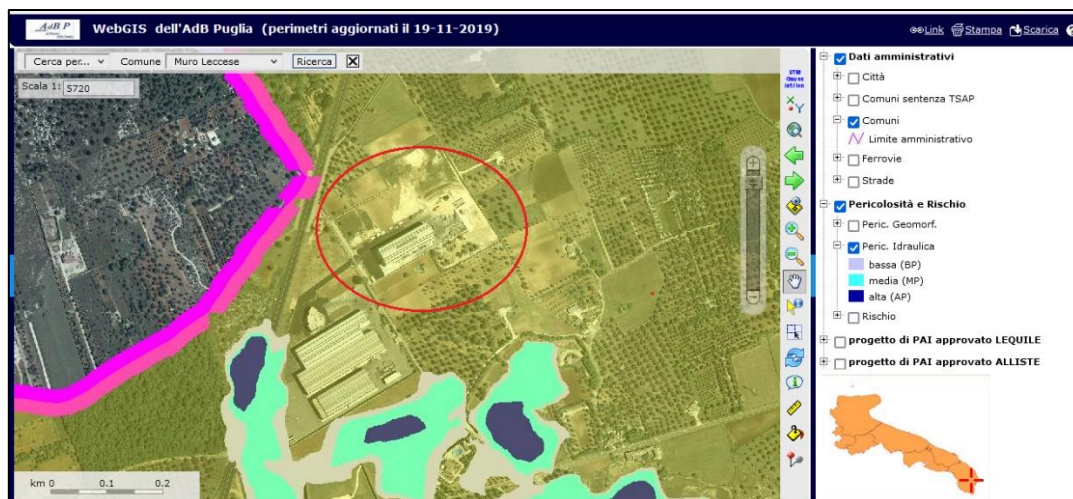 AdB P
WebGIS dell'AdB Puglia (perimetri aggiornati il 19-11-2019)
Link Stampa Scarica
Cerca per... Comune Muro Leccese Ricerca
Scala 1: 5720
km 0 0.1 0.2
UTM
X Y
Dati amministrativi
Città
Comuni sentenza TSAP
Comuni
Limite amministrativo
Ferrovie
Strade
Pericolosità e Rischio
Peric. Geomorf.
Peric. Idraulica
bassa (BP)
media (MP)
alta (AP)
Rischio
progetto di PAI approvato LEQUILE
progetto di PAI approvato ALLISTE